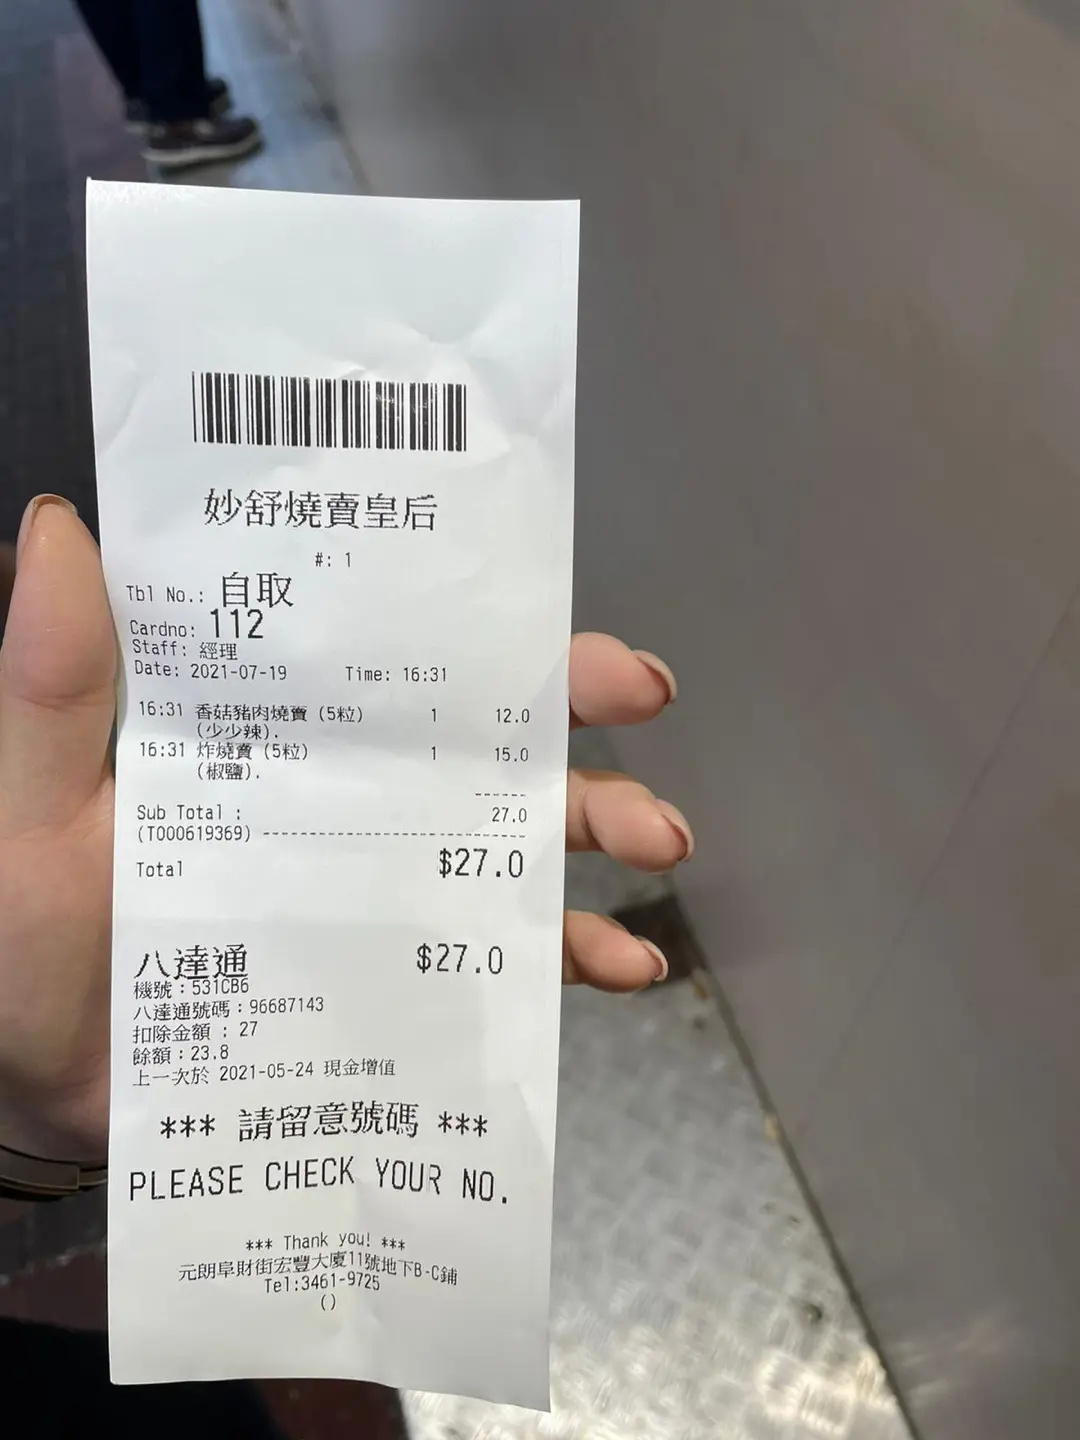 妙舒燒賣皇后
#: 1
Tbl No.: 自取
Cardno: 112
Staff: 經理
Date: 2021-07-19 Time: 16:31
16:31 香菇豬肉燒賣 (5粒) 1 12.0
(少少辣).
16:31 炸燒賣 (5粒) 1 15.0
(椒鹽).
------
Sub Total : 27.0
(T000619369) ----------------------------
Total $27.0
八達通 $27.0
機號：531CB6
八達通號碼：96687143
扣除金額 : 27
餘額：23.8
上一次於 2021-05-24 現金增值
*** 請留意號碼 ***
PLEASE CHECK YOUR NO.
*** Thank you! ***
元朗阜財街宏豐大廈11號地下B-C鋪
Tel:3461-9725
()